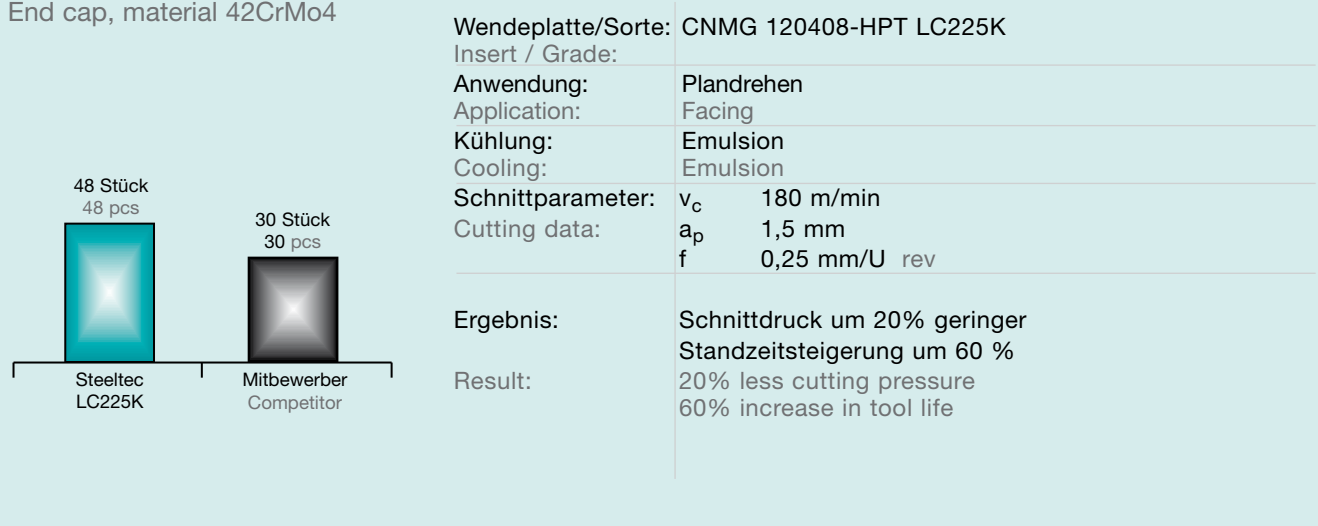 End cap, material 42CrMo4
48 Stück
48 pcs
30 Stück
30 pcs
Steeltec
LC225K
Mitbewerber
Competitor
Wendeplatte/Sorte: CNMG 120408-HPT LC225K
Insert / Grade:
Anwendung: Plandrehen
Application: Facing
Kühlung: Emulsion
Cooling: Emulsion
Schnittparameter: vc 180 m/min
Cutting data: ap 1,5 mm
f 0,25 mm/U rev
Ergebnis: Schnittdruck um 20% geringer
Standzeitsteigerung um 60 %
Result: 20% less cutting pressure
60% increase in tool life